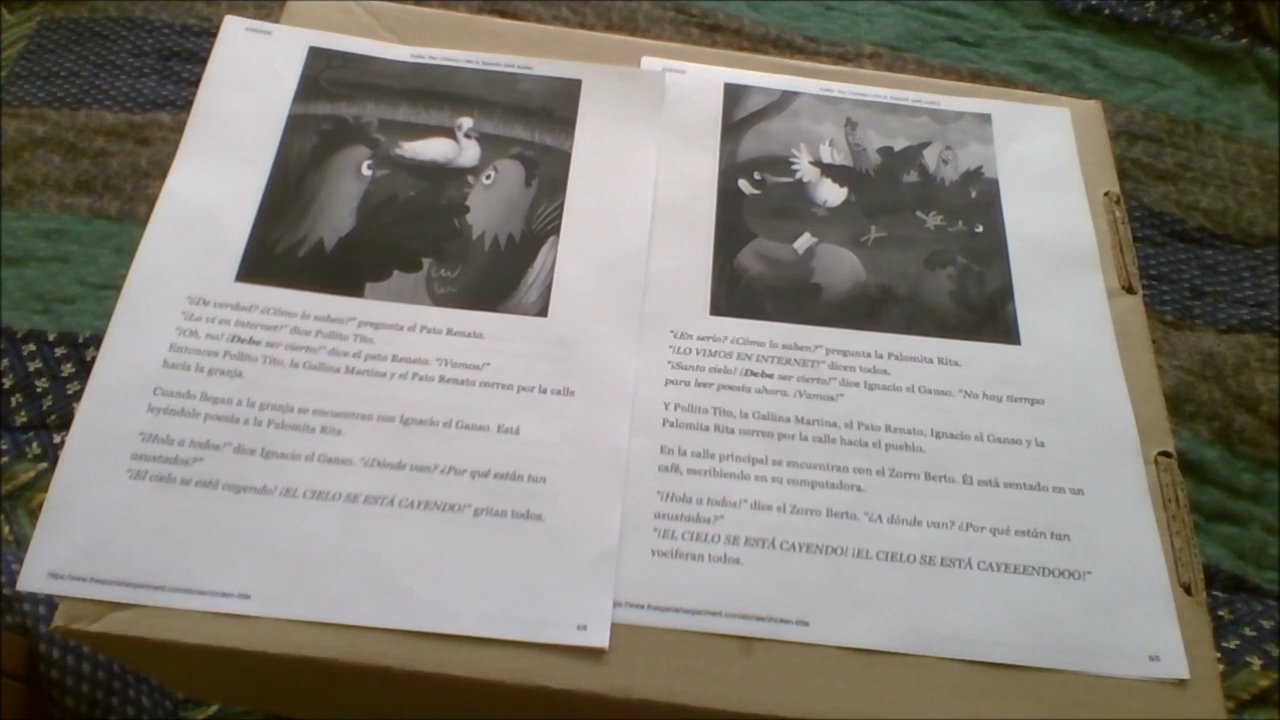 "¿De verdad? ¿Cómo lo saben?" pregunta el Pato Renato.
"¡Lo vi en internet!" dice Pollito Tito.
"¡Oh, no! ¡Debe ser cierto!" dice el pato Renato. "¡Vamos!"
Entonces Pollito Tito, la Gallina Martina y el Pato Renato corren por la calle
hacia la granja.
Cuando llegan a la granja se encuentran con Ignacio el Ganso. Está
leyéndole poesía a la Palomita Rita.
"¡Hola a todos!" dice Ignacio el Ganso. "¿Dónde van? ¿Por qué están tan
asustados?"
"¡El cielo se está cayendo! ¡EL CIELO SE ESTÁ CAYENDO!" gritan todos.
"¿En serio? ¿Cómo lo saben?" pregunta la Palomita Rita.
"¡LO VIMOS EN INTERNET!" dicen todos.
"¡Santo cielo! ¡Debe ser cierto!" dice Ignacio el Ganso. "No hay tiempo
para leer poesía ahora. ¡Vamos!"
Y Pollito Tito, la Gallina Martina, el Pato Renato, Ignacio el Ganso y la
Palomita Rita corren por la calle hacia el pueblo.
En la calle principal se encuentran con el Zorro Berto. Él está sentado en un
café, escribiendo en su computadora.
"¡Hola a todos!" dice el Zorro Berto. "¿A dónde van? ¿Por qué están tan
asustados?"
"¡EL CIELO SE ESTÁ CAYENDO! ¡EL CIELO SE ESTÁ CAYEEENDOOO!"
vociferan todos.